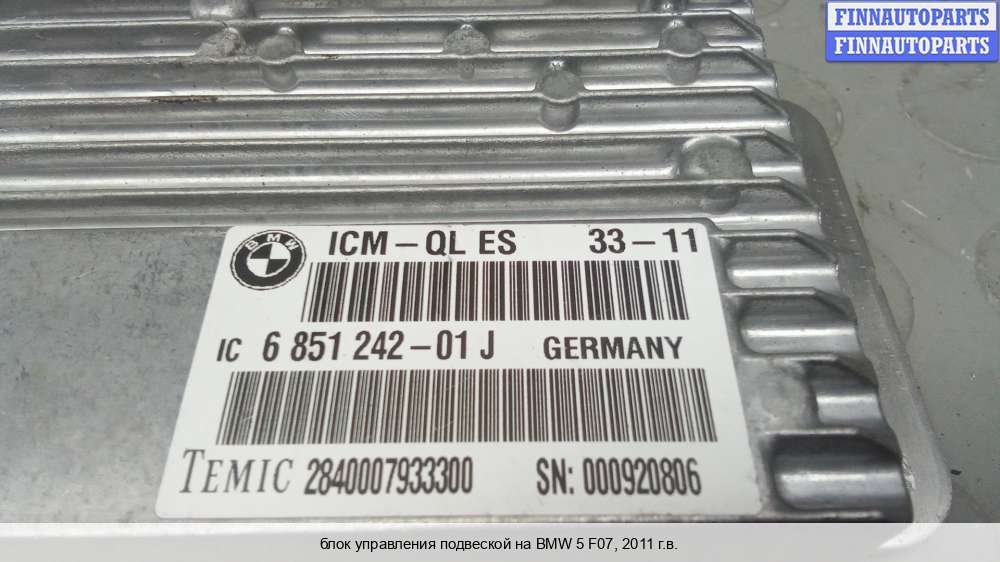 FINNAUTOPARTS
FINNAUTOPARTS
BMW
ICM-QL ES 33-11
IC 6 851 242-01 J GERMANY
TEMIC 2840007933300 SN: 000920806
блок управления подвеской на BMW 5 F07, 2011 г.в.